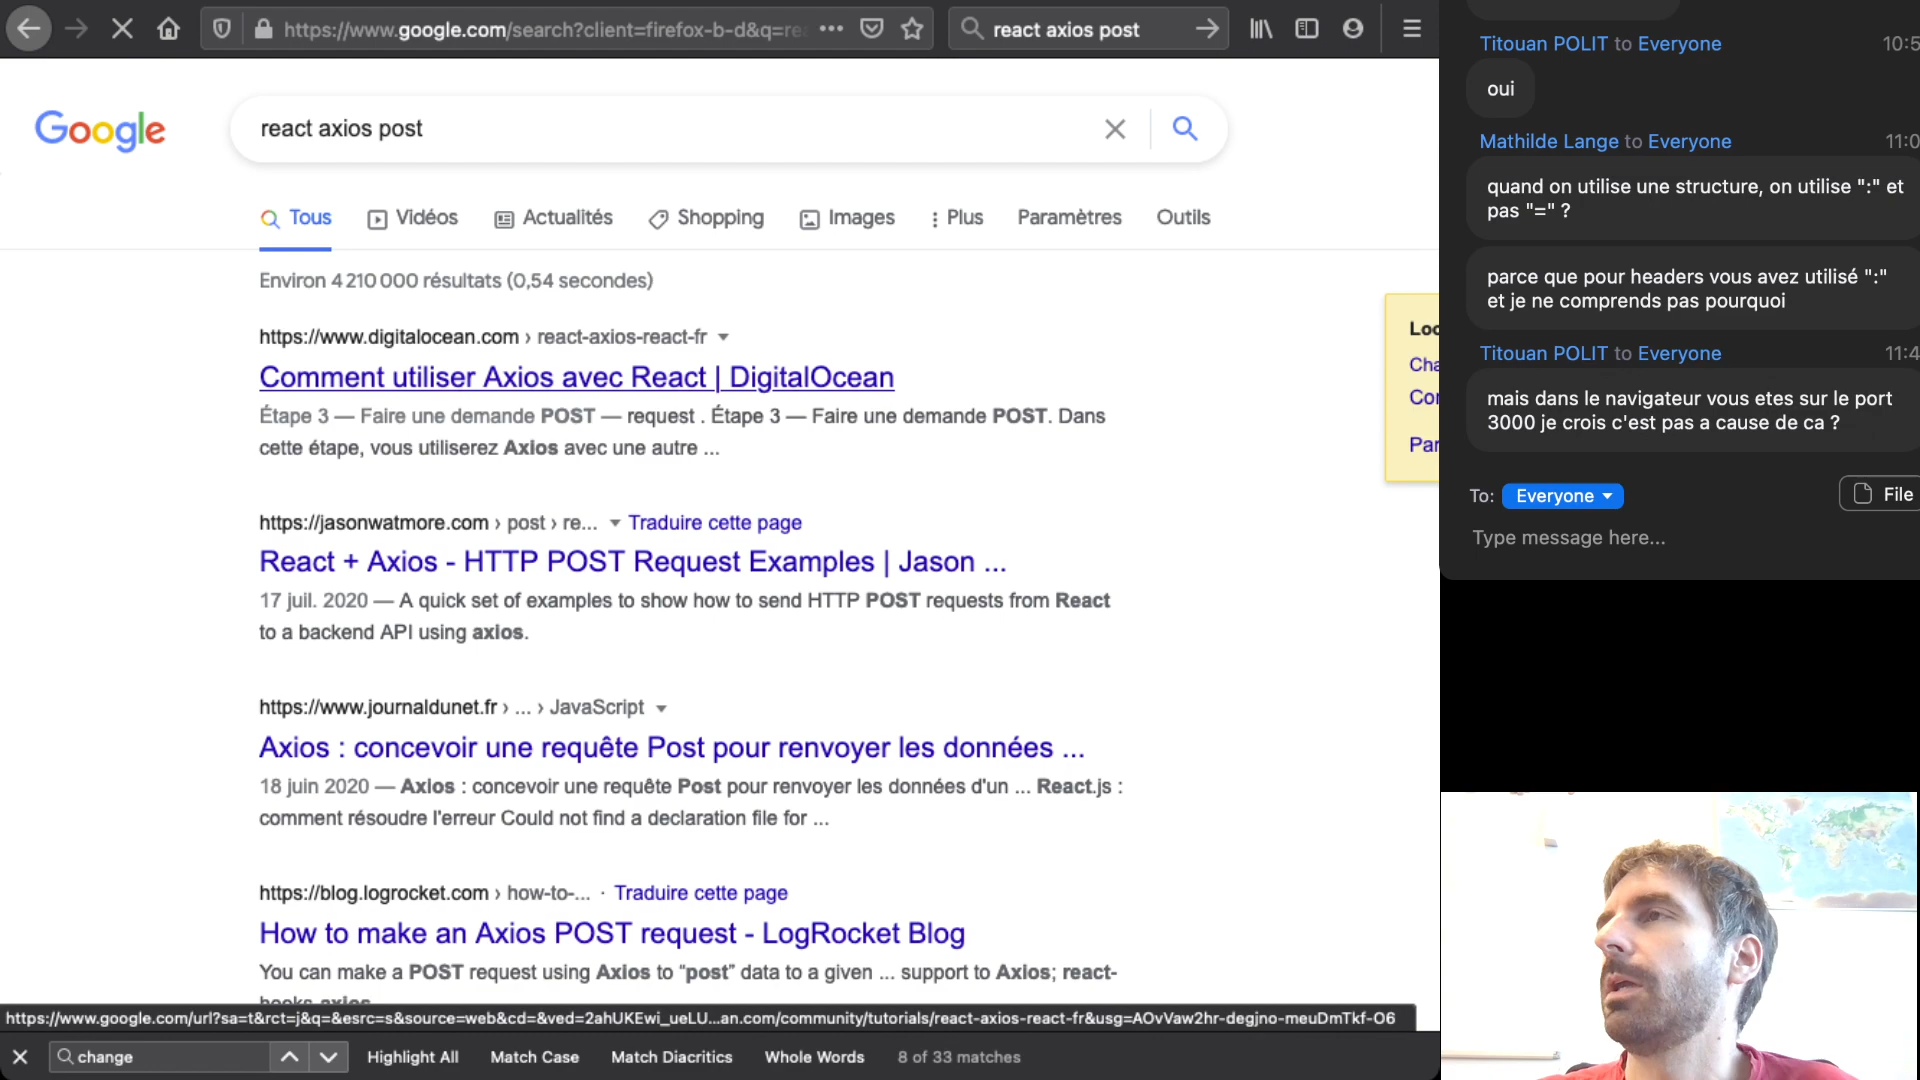 https://www.google.com/search?client=firefox-b-d&q=re
react axios post
Google
react axios post
Tous
Vidéos
Actualités
Shopping
Images
Plus
Paramètres
Outils
Environ 4 210 000 résultats (0,54 secondes)
https://www.digitalocean.com › react-axios-react-fr
Comment utiliser Axios avec React | DigitalOcean
Étape 3 — Faire une demande POST — request . Étape 3 — Faire une demande POST. Dans
cette étape, vous utiliserez Axios avec une autre ...
https://jasonwatmore.com › post › re... Traduire cette page
React + Axios - HTTP POST Request Examples | Jason ...
17 juil. 2020 — A quick set of examples to show how to send HTTP POST requests from React
to a backend API using axios.
https://www.journaldunet.fr › ... › JavaScript
Axios : concevoir une requête Post pour renvoyer les données ...
18 juin 2020 — Axios : concevoir une requête Post pour renvoyer les données d'un ... React.js :
comment résoudre l'erreur Could not find a declaration file for ...
https://blog.logrocket.com › how-to-... · Traduire cette page
How to make an Axios POST request - LogRocket Blog
You can make a POST request using Axios to “post” data to a given ... support to Axios; react-
hooks-axios.
https://www.google.com/url?sa=t&rct=j&q=&esrc=s&source=web&cd=&ved=2ahUKEwi_ueLU...an.com/community/tutorials/react-axios-react-fr&usg=AOvVaw2hr-degjno-meuDmTkf-O6
change
Highlight All
Match Case
Match Diacritics
Whole Words
8 of 33 matches
Loc
Cha
Cor
Par
Titouan POLIT to Everyone 10:5
oui
Mathilde Lange to Everyone 11:0
quand on utilise une structure, on utilise ":" et
pas "=" ?
parce que pour headers vous avez utilisé ":"
et je ne comprends pas pourquoi
Titouan POLIT to Everyone 11:4
mais dans le navigateur vous etes sur le port
3000 je crois c'est pas a cause de ca ?
To: Everyone
File
Type message here...